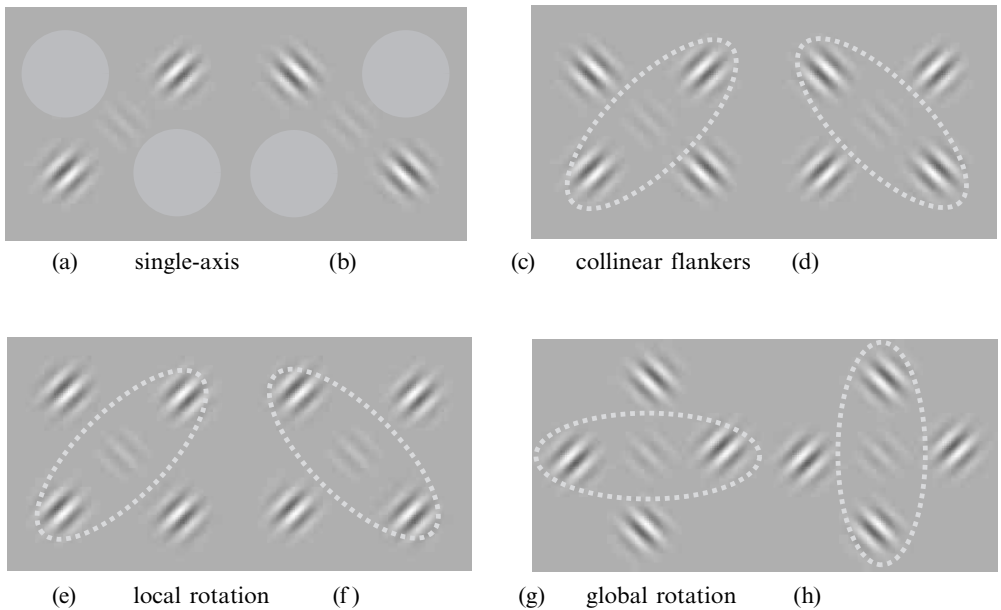 (a) single-axis (b)
(c) collinear flankers (d)
(e) local rotation (f)
(g) global rotation (h)